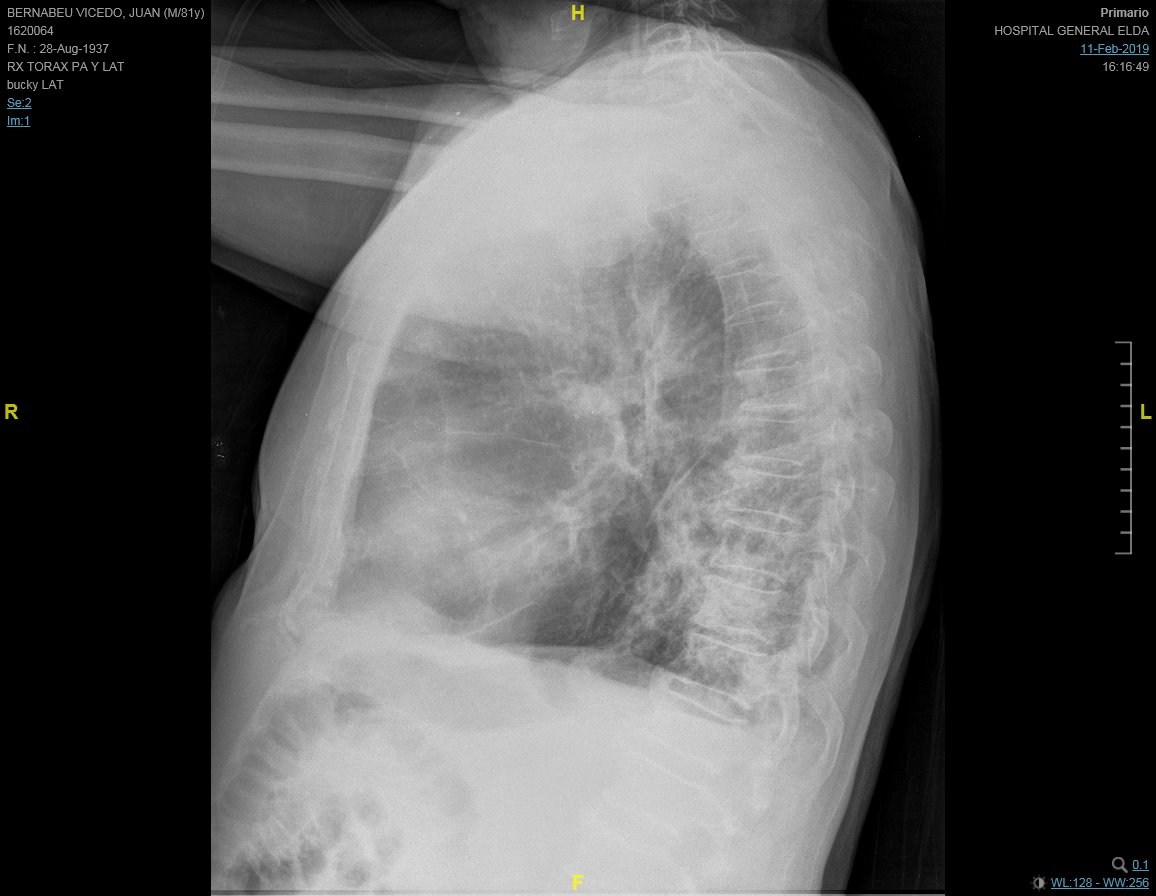 BERNABEU VICEDO, JUAN (M/81y)
1620064
F.N. : 28-Aug-1937
RX TORAX PA Y LAT
bucky LAT
Se:2
Im:1
H
Primario
HOSPITAL GENERAL ELDA
11-Feb-2019
16:16:49
R
L
F
0.1
WL:128 - WW:256